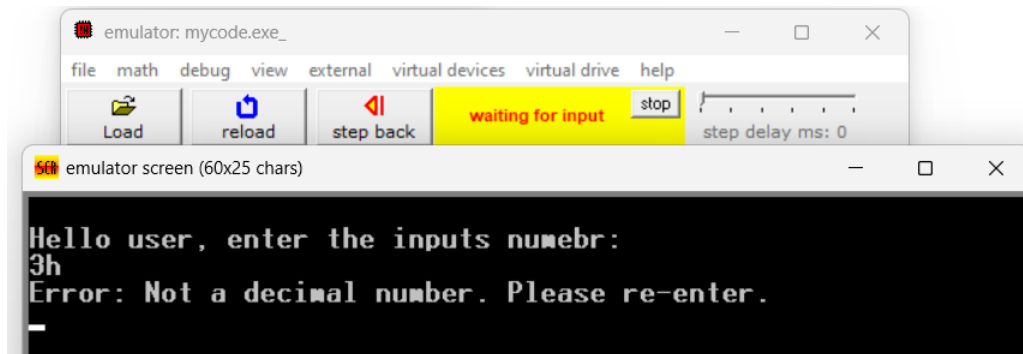 emulator: mycode.exe_
file math debug view external virtual devices virtual drive help
Load reload step back waiting for input stop step delay ms: 0
SCR emulator screen (60x25 chars)
Hello user, enter the inputs numebr:
3h
Error: Not a decimal number. Please re-enter.